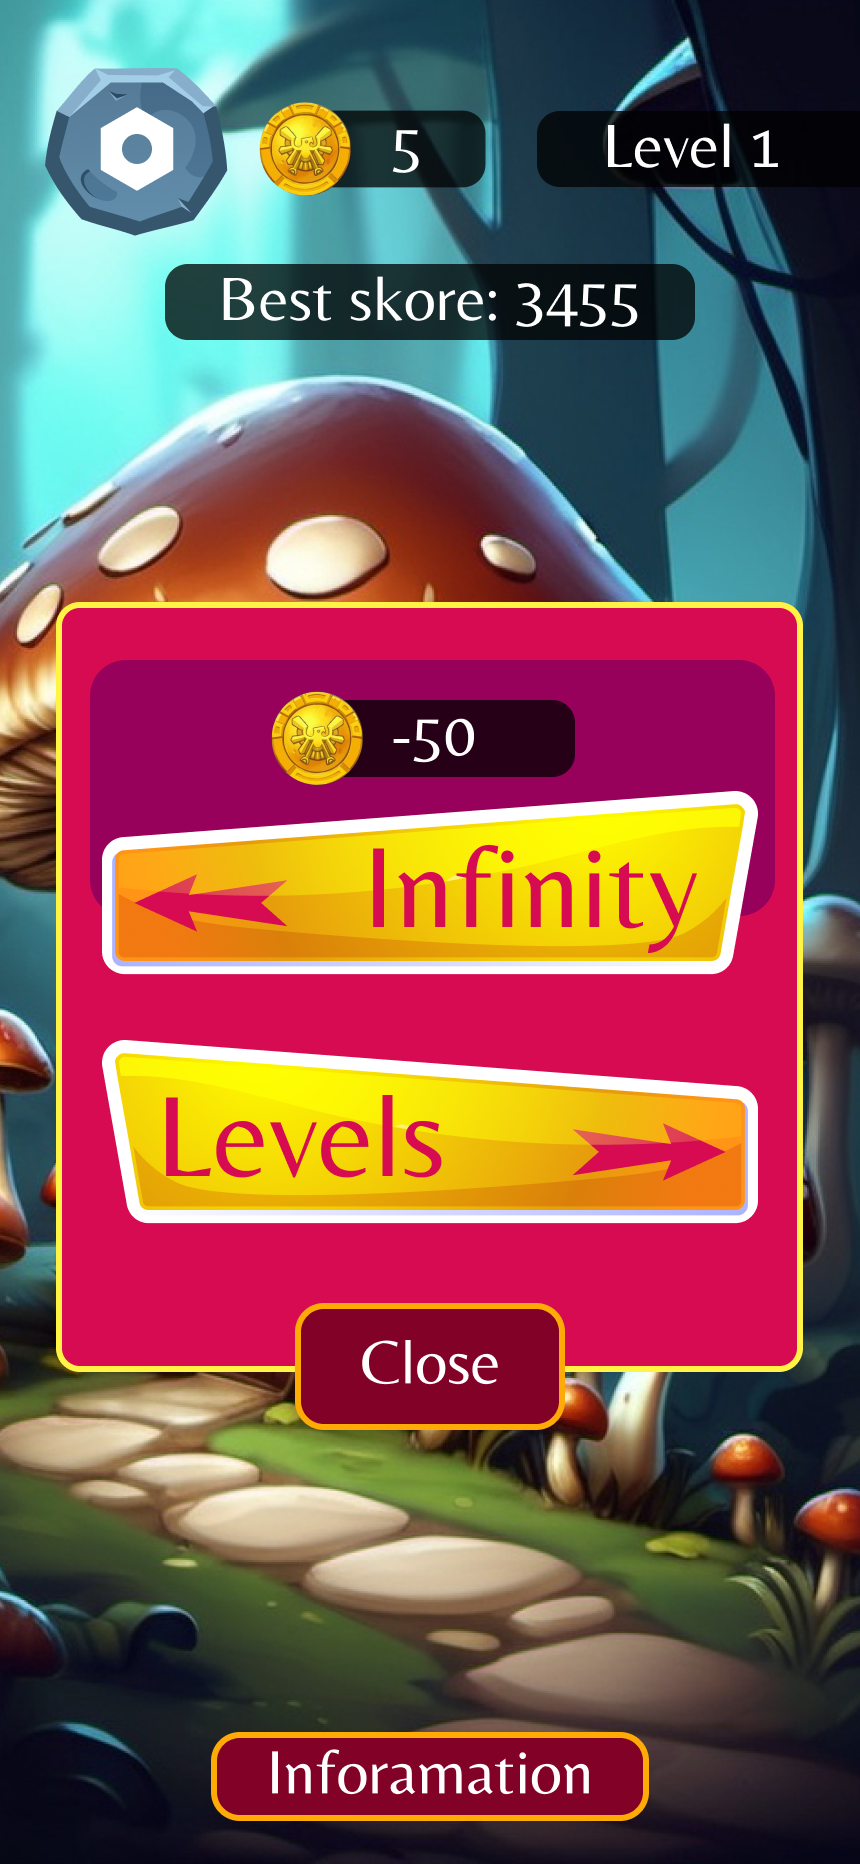 5
Level 1
Best skore: 3455
-50
Infinity
Levels
Close
Inforamation